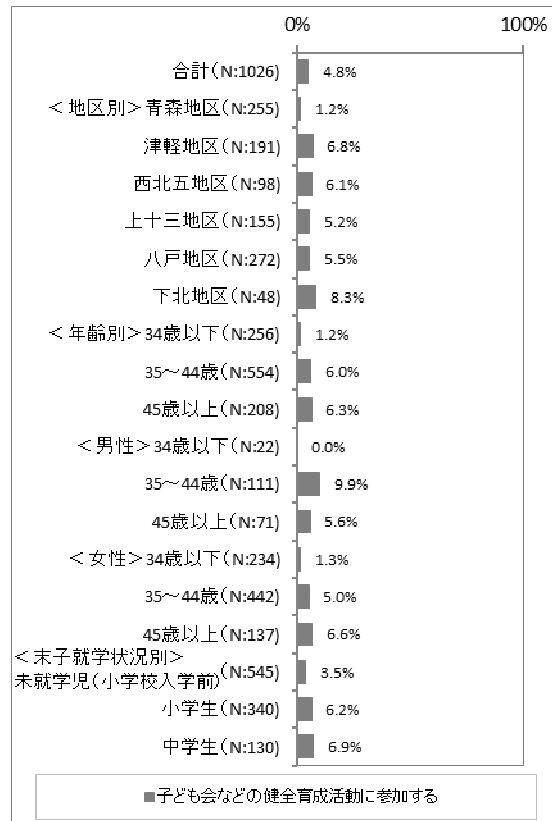 0% 100%
合計(N:1026) 4.8%
＜地区別＞青森地区(N:255) 1.2%
津軽地区(N:191) 6.8%
西北五地区(N:98) 6.1%
上十三地区(N:155) 5.2%
八戸地区(N:272) 5.5%
下北地区(N:48) 8.3%
＜年齢別＞34歳以下(N:256) 1.2%
35～44歳(N:554) 6.0%
45歳以上(N:208) 6.3%
＜男性＞34歳以下(N:22) 0.0%
35～44歳(N:111) 9.9%
45歳以上(N:71) 5.6%
＜女性＞34歳以下(N:234) 1.3%
35～44歳(N:442) 5.0%
45歳以上(N:137) 6.6%
＜末子就学状況別＞
未就学児(小学校入学前)(N:545) 3.5%
小学生(N:340) 6.2%
中学生(N:130) 6.9%
■子ども会などの健全育成活動に参加する